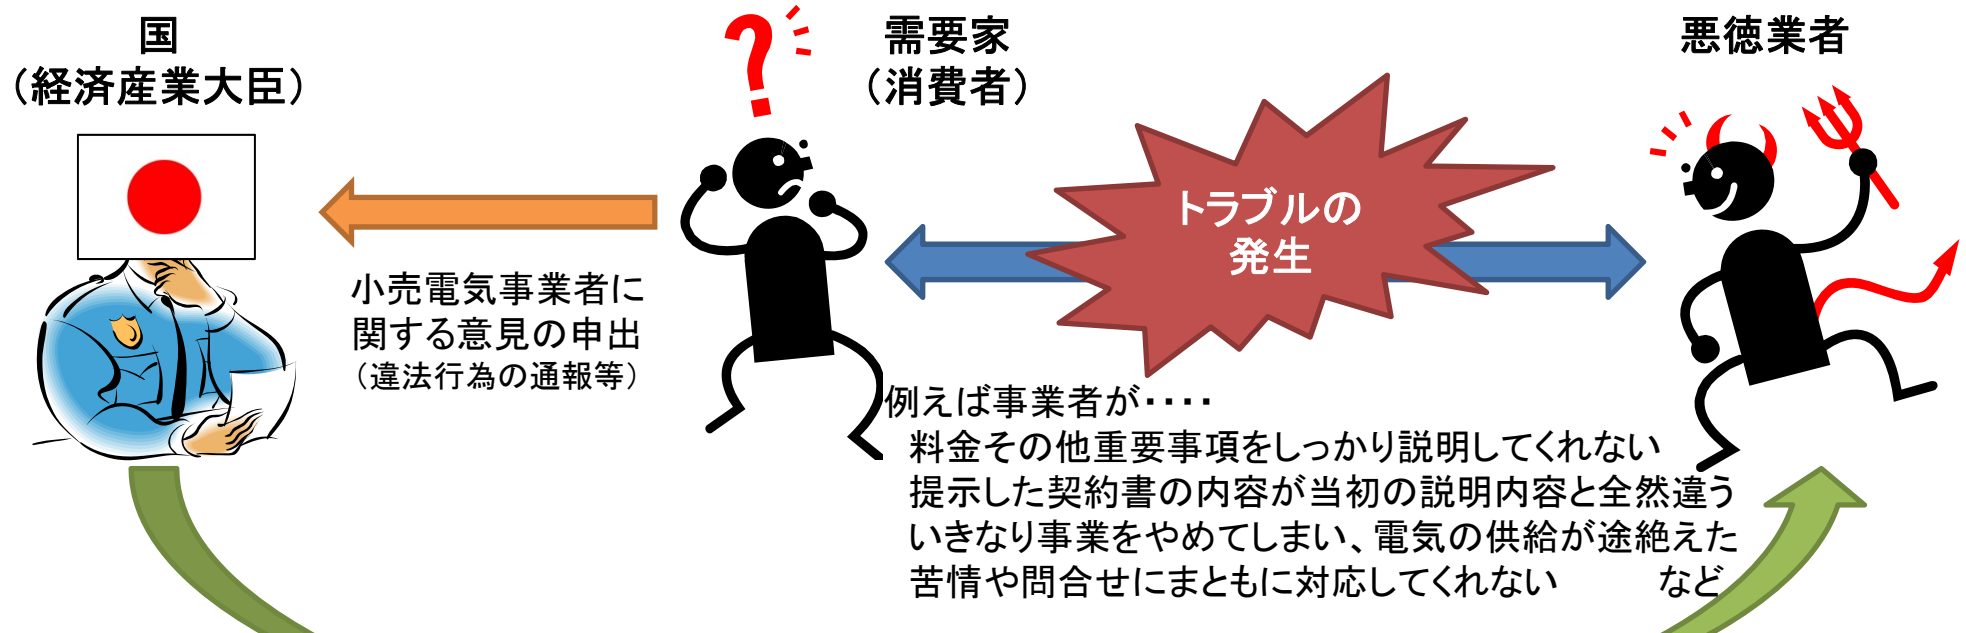 国
（経済産業大臣）
需要家
（消費者）
悪徳業者
トラブルの
発生
小売電気事業者に
関する意見の申出
（違法行為の通報等）
例えば事業者が・・・・
料金その他重要事項をしっかり説明してくれない
提示した契約書の内容が当初の説明内容と全然違う
いきなり事業をやめてしまい、電気の供給が途絶えた
苦情や問合せにまともに対応してくれない　　　など